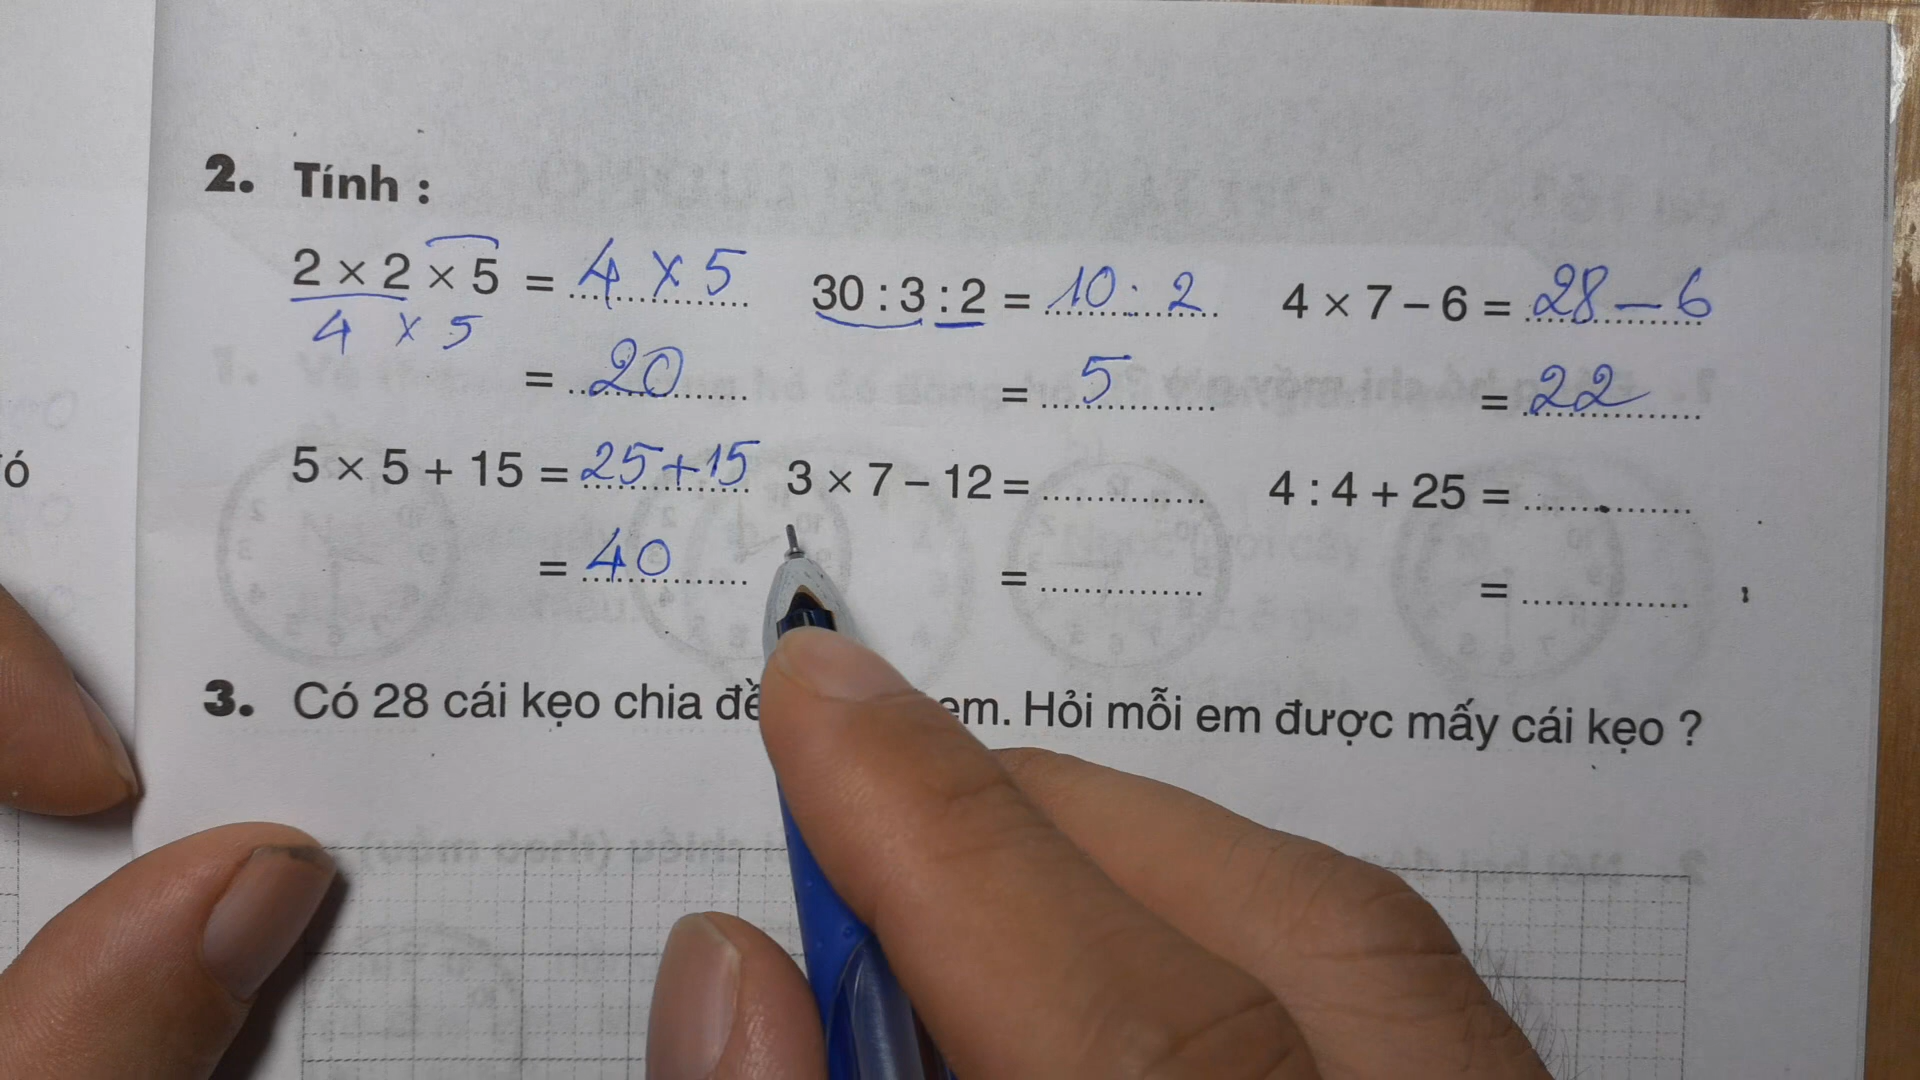 2. Tính :
2 × 2 × 5 = 4 × 5 30 : 3 : 2 = 10 : 2 4 × 7 – 6 = 28 – 6
4 × 5
= 20 = 5 = 22
5 × 5 + 15 = 25 + 15 3 × 7 – 12 = ............... 4 : 4 + 25 = ...............
ó
= 40 = ............... = ...............
3. Có 28 cái kẹo chia em. Hỏi mỗi em được mấy cái kẹo ?